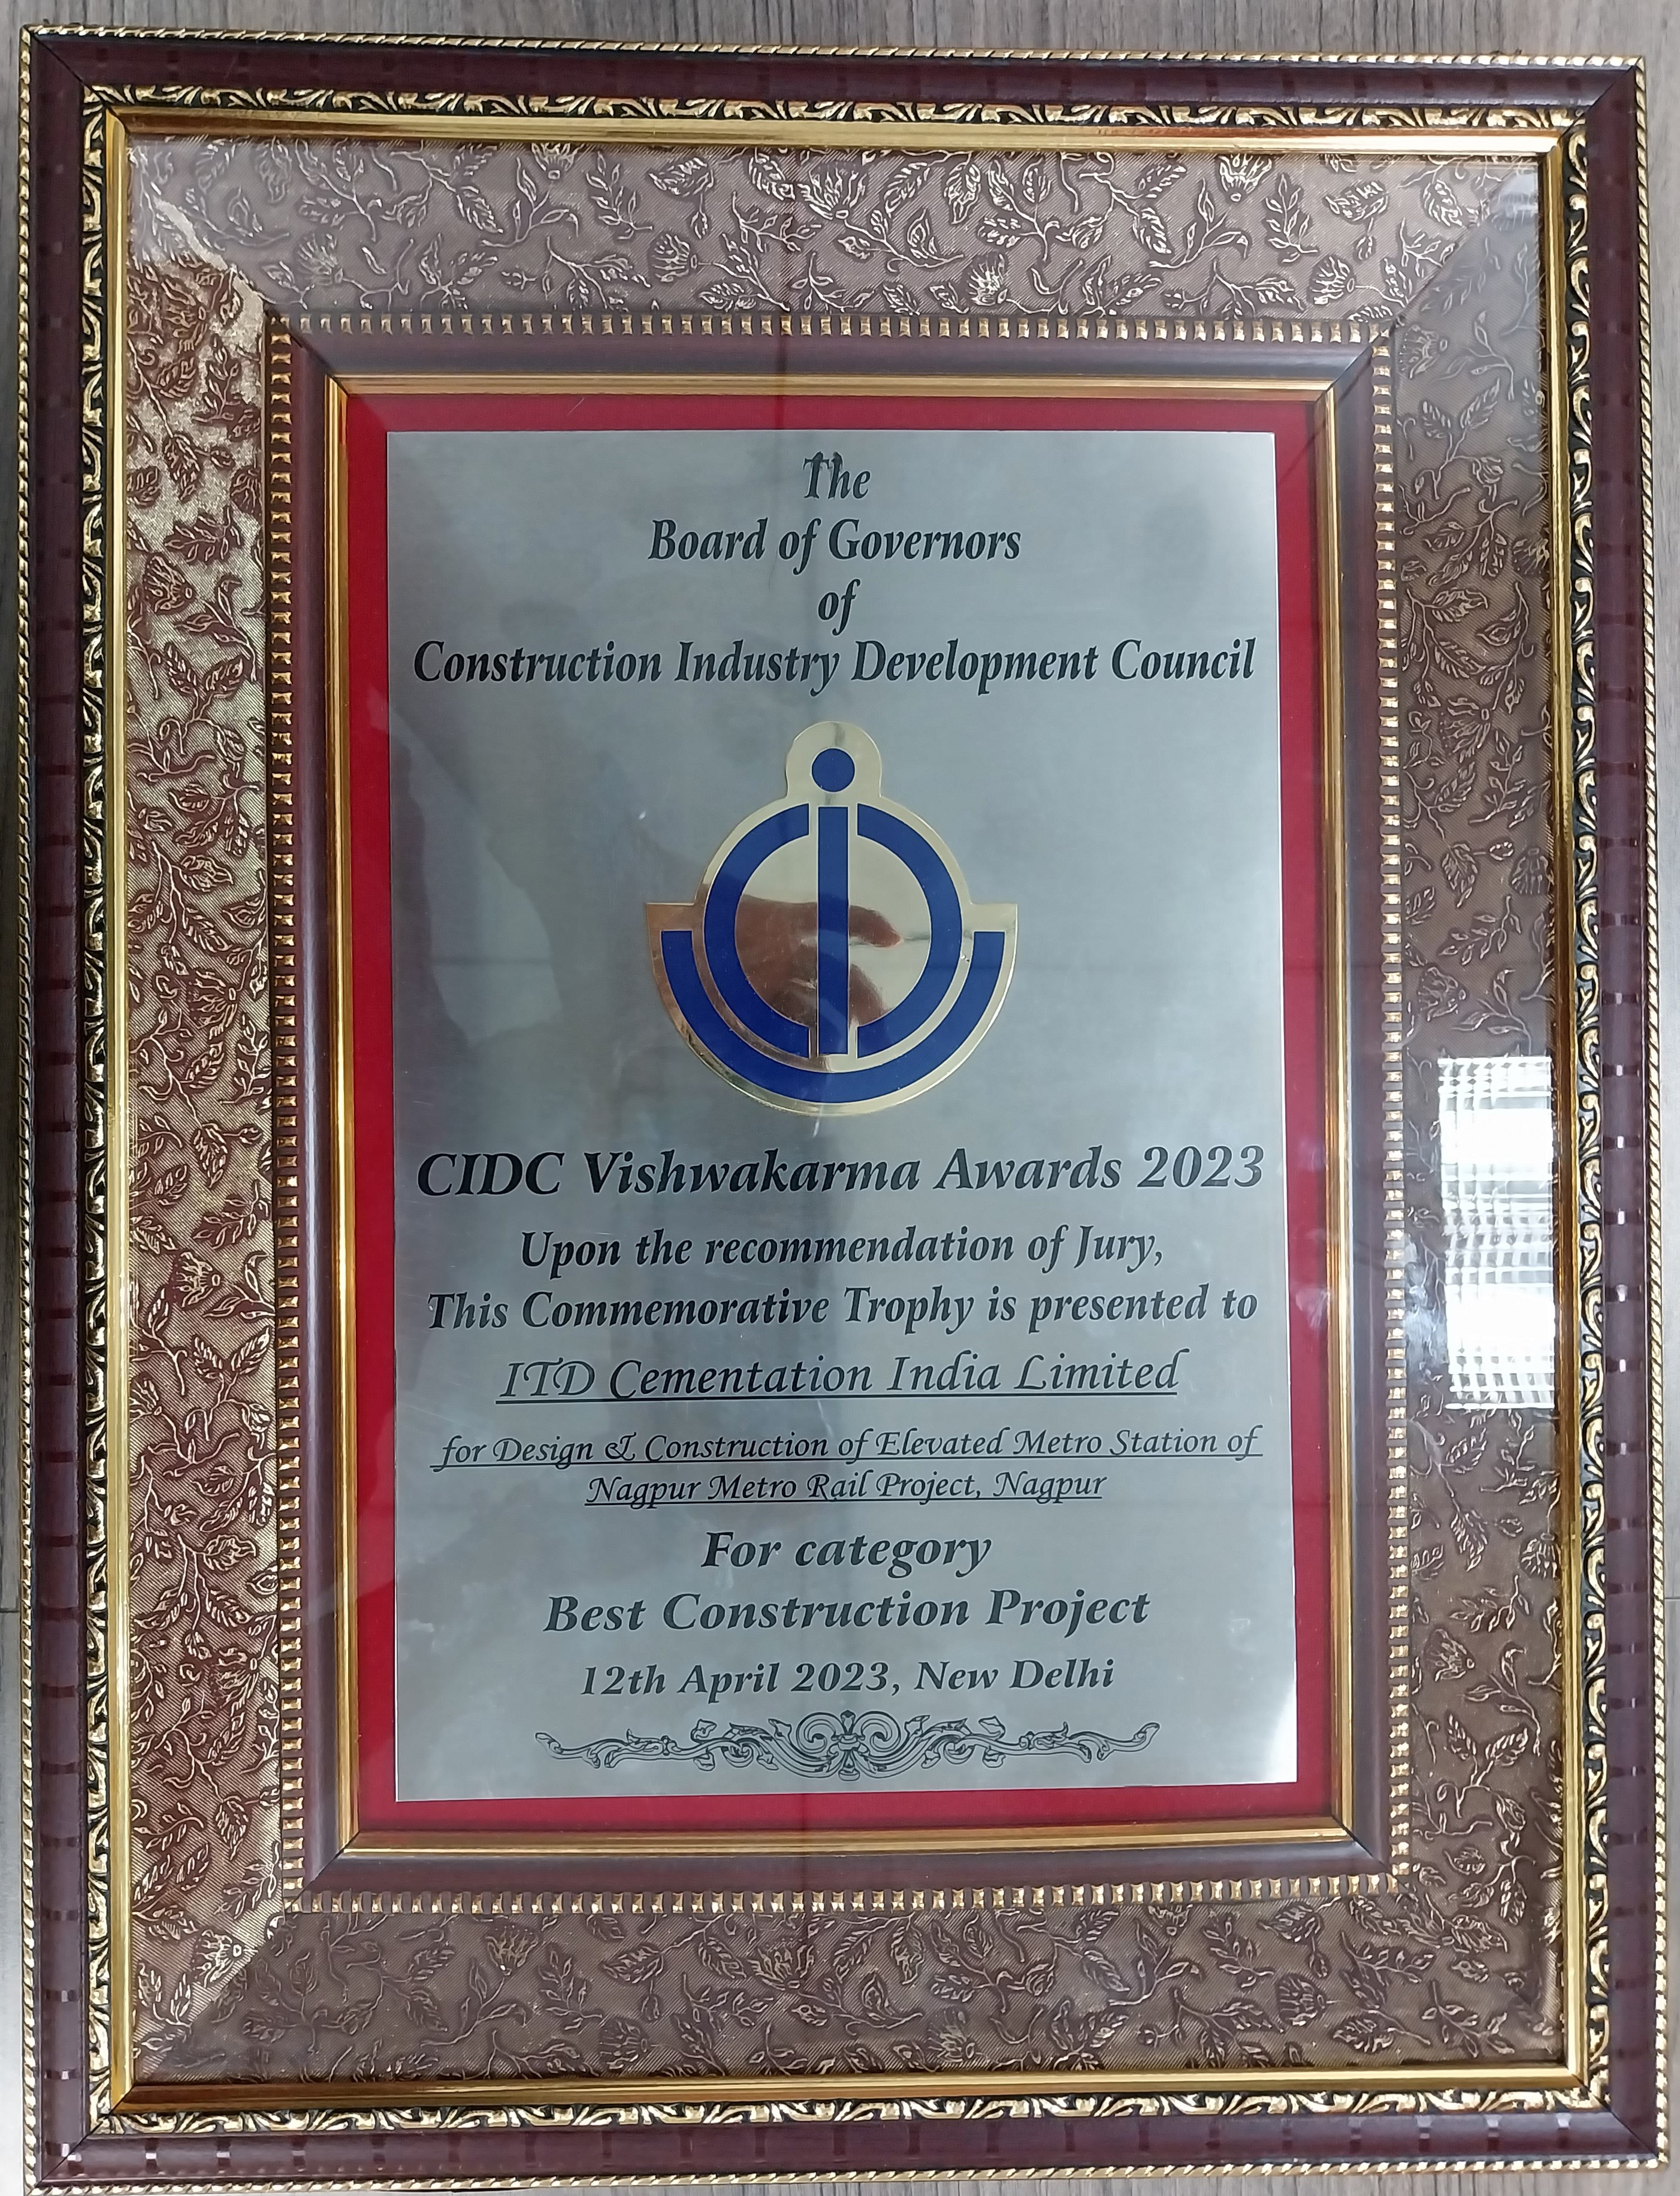 The
Board of Governors
of
Construction Industry Development Council
CIDC Vishwakarma Awards 2023
Upon the recommendation of Jury,
This Commemorative Trophy is presented to
ITD Cementation India Limited
for Design & Construction of Elevated Metro Station of
Nagpur Metro Rail Project, Nagpur
For category
Best Construction Project
12th April 2023, New Delhi